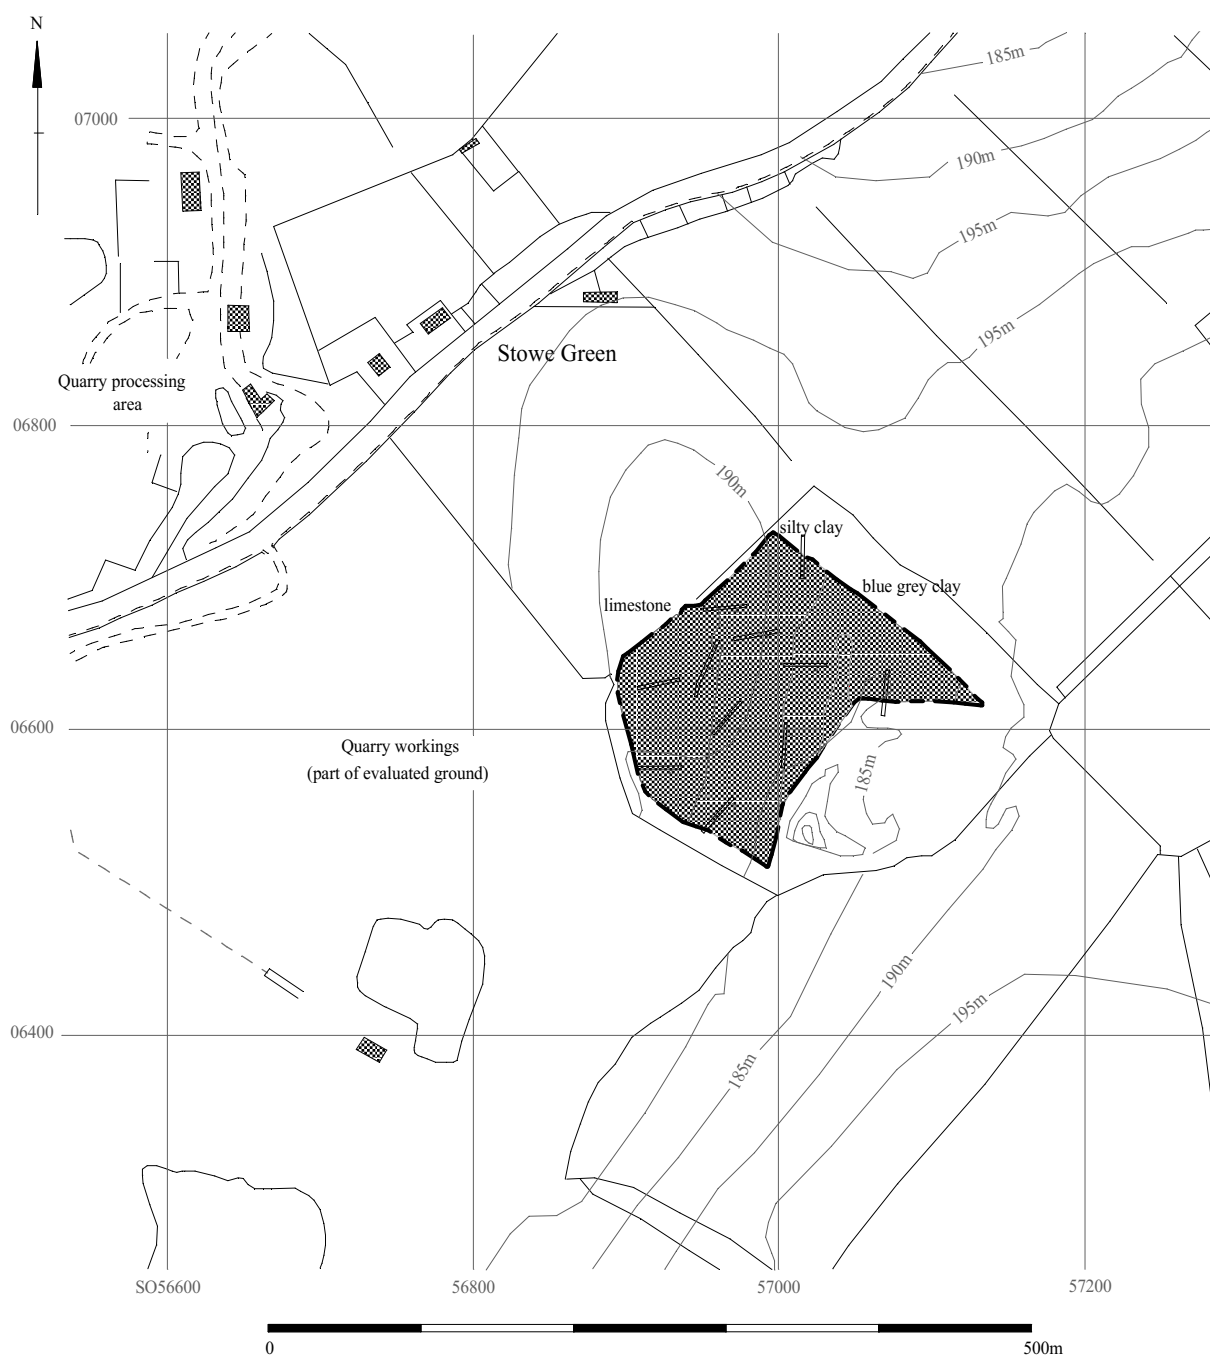 N
185m
07000
190m
195m
195m
Stowe Green
Quarry processing
area
06800
190m
silty clay
blue grey clay
limestone
06600
Quarry workings
(part of evaluated ground)
185m
190m
195m
06400
185m
SO56600
56800
57000
57200
0
500m